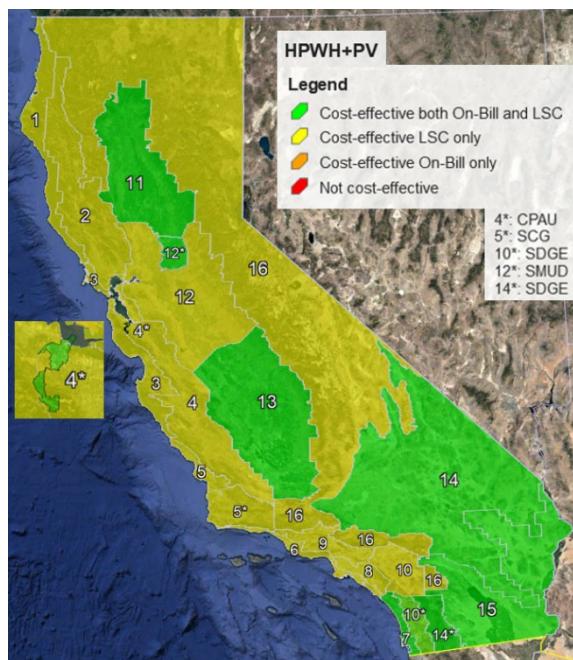 HPWH+PV
Legend
Cost-effective both On-Bill and LSC
Cost-effective LSC only
Cost-effective On-Bill only
Not cost-effective
4*: CPAU
5*: SCG
10*: SDGE
12*: SMUD
14*: SDGE
1
11
2
12*
16
3
12
4*
4*
3
4
13
5
14
5*
16
16
6
9
8
10
16
10*
15
7
14*